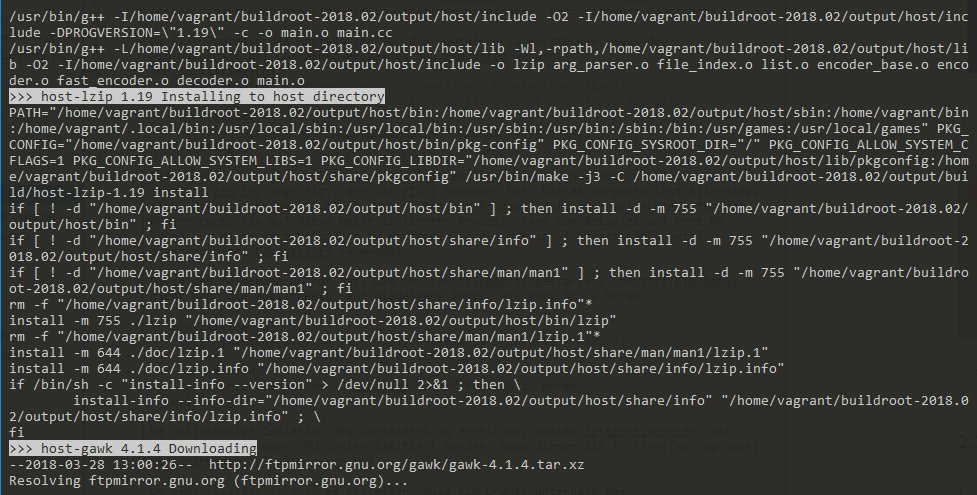 /usr/bin/g++ -I/home/vagrant/buildroot-2018.02/output/host/include -O2 -I/home/vagrant/buildroot-2018.02/output/host/inc
lude -DPROGVERSION=\"1.19\" -c -o main.o main.cc
/usr/bin/g++ -L/home/vagrant/buildroot-2018.02/output/host/lib -Wl,-rpath,/home/vagrant/buildroot-2018.02/output/host/li
b -O2 -I/home/vagrant/buildroot-2018.02/output/host/include -o lzip arg_parser.o file_index.o list.o encoder_base.o enco
der.o fast_encoder.o decoder.o main.o
>>> host-lzip 1.19 Installing to host directory
PATH="/home/vagrant/buildroot-2018.02/output/host/bin:/home/vagrant/buildroot-2018.02/output/host/sbin:/home/vagrant/bin
:/home/vagrant/.local/bin:/usr/local/sbin:/usr/local/bin:/usr/sbin:/usr/bin:/sbin:/bin:/usr/games:/usr/local/games" PKG_
CONFIG="/home/vagrant/buildroot-2018.02/output/host/bin/pkg-config" PKG_CONFIG_SYSROOT_DIR="/" PKG_CONFIG_ALLOW_SYSTEM_C
FLAGS=1 PKG_CONFIG_ALLOW_SYSTEM_LIBS=1 PKG_CONFIG_LIBDIR="/home/vagrant/buildroot-2018.02/output/host/lib/pkgconfig:/hom
e/vagrant/buildroot-2018.02/output/host/share/pkgconfig" /usr/bin/make -j3 -C /home/vagrant/buildroot-2018.02/output/bui
ld/host-lzip-1.19 install
if [ ! -d "/home/vagrant/buildroot-2018.02/output/host/bin" ] ; then install -d -m 755 "/home/vagrant/buildroot-2018.02/
output/host/bin" ; fi
if [ ! -d "/home/vagrant/buildroot-2018.02/output/host/share/info" ] ; then install -d -m 755 "/home/vagrant/buildroot-2
018.02/output/host/share/info" ; fi
if [ ! -d "/home/vagrant/buildroot-2018.02/output/host/share/man/man1" ] ; then install -d -m 755 "/home/vagrant/buildro
ot-2018.02/output/host/share/man/man1" ; fi
rm -f "/home/vagrant/buildroot-2018.02/output/host/share/info/lzip.info"*
install -m 755 ./lzip "/home/vagrant/buildroot-2018.02/output/host/bin/lzip"
rm -f "/home/vagrant/buildroot-2018.02/output/host/share/man/man1/lzip.1"*
install -m 644 ./doc/lzip.1 "/home/vagrant/buildroot-2018.02/output/host/share/man/man1/lzip.1"
install -m 644 ./doc/lzip.info "/home/vagrant/buildroot-2018.02/output/host/share/info/lzip.info"
if /bin/sh -c "install-info --version" > /dev/null 2>&1 ; then \
        install-info --info-dir="/home/vagrant/buildroot-2018.02/output/host/share/info" "/home/vagrant/buildroot-2018.0
2/output/host/share/info/lzip.info" ; \
fi
>>> host-gawk 4.1.4 Downloading
--2018-03-28 13:00:26--  http://ftpmirror.gnu.org/gawk/gawk-4.1.4.tar.xz
Resolving ftpmirror.gnu.org (ftpmirror.gnu.org)...